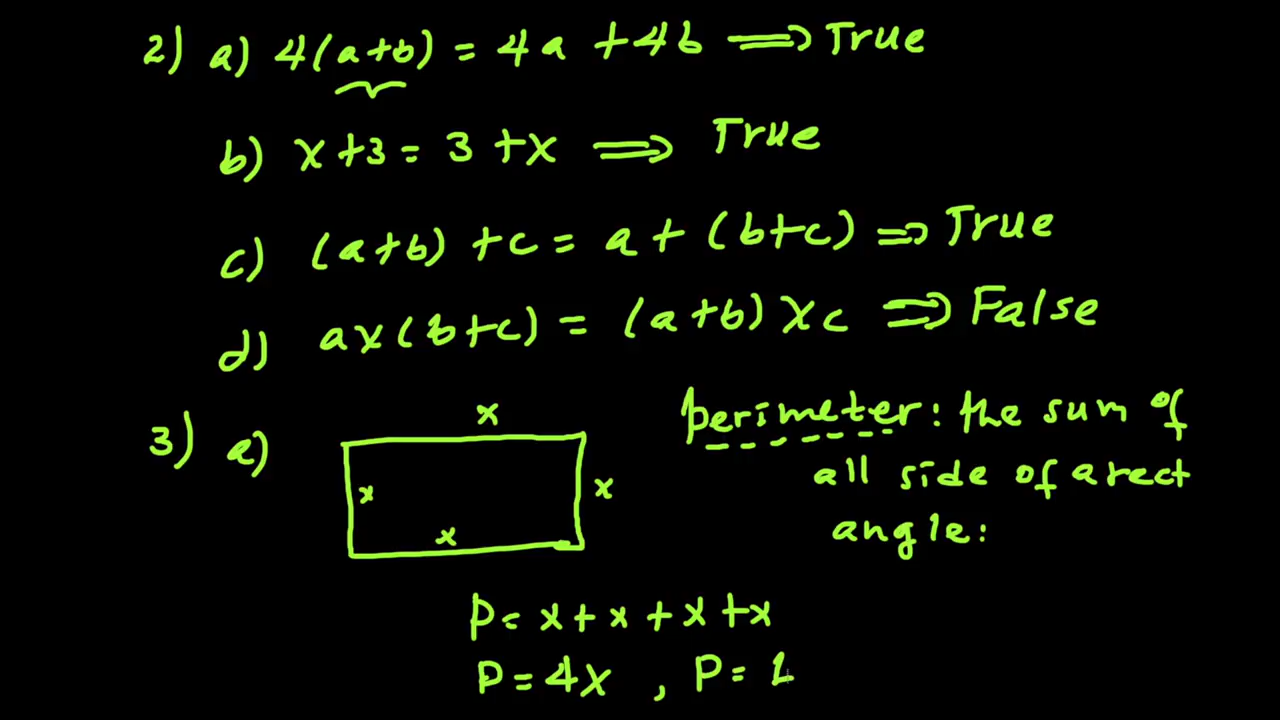 2) a) 4(a+b) = 4a + 4b ⟹ True
b) x+3 = 3+x ⟹ True
c) (a+b) + c = a + (b+c) ⟹ True
d) ax(b+c) = (a+b) xc ⟹ False
3) a)
x
x
x
x
perimeter: the sum of
all side of a rect
angle:
P = x + x + x + x
P = 4x , P =